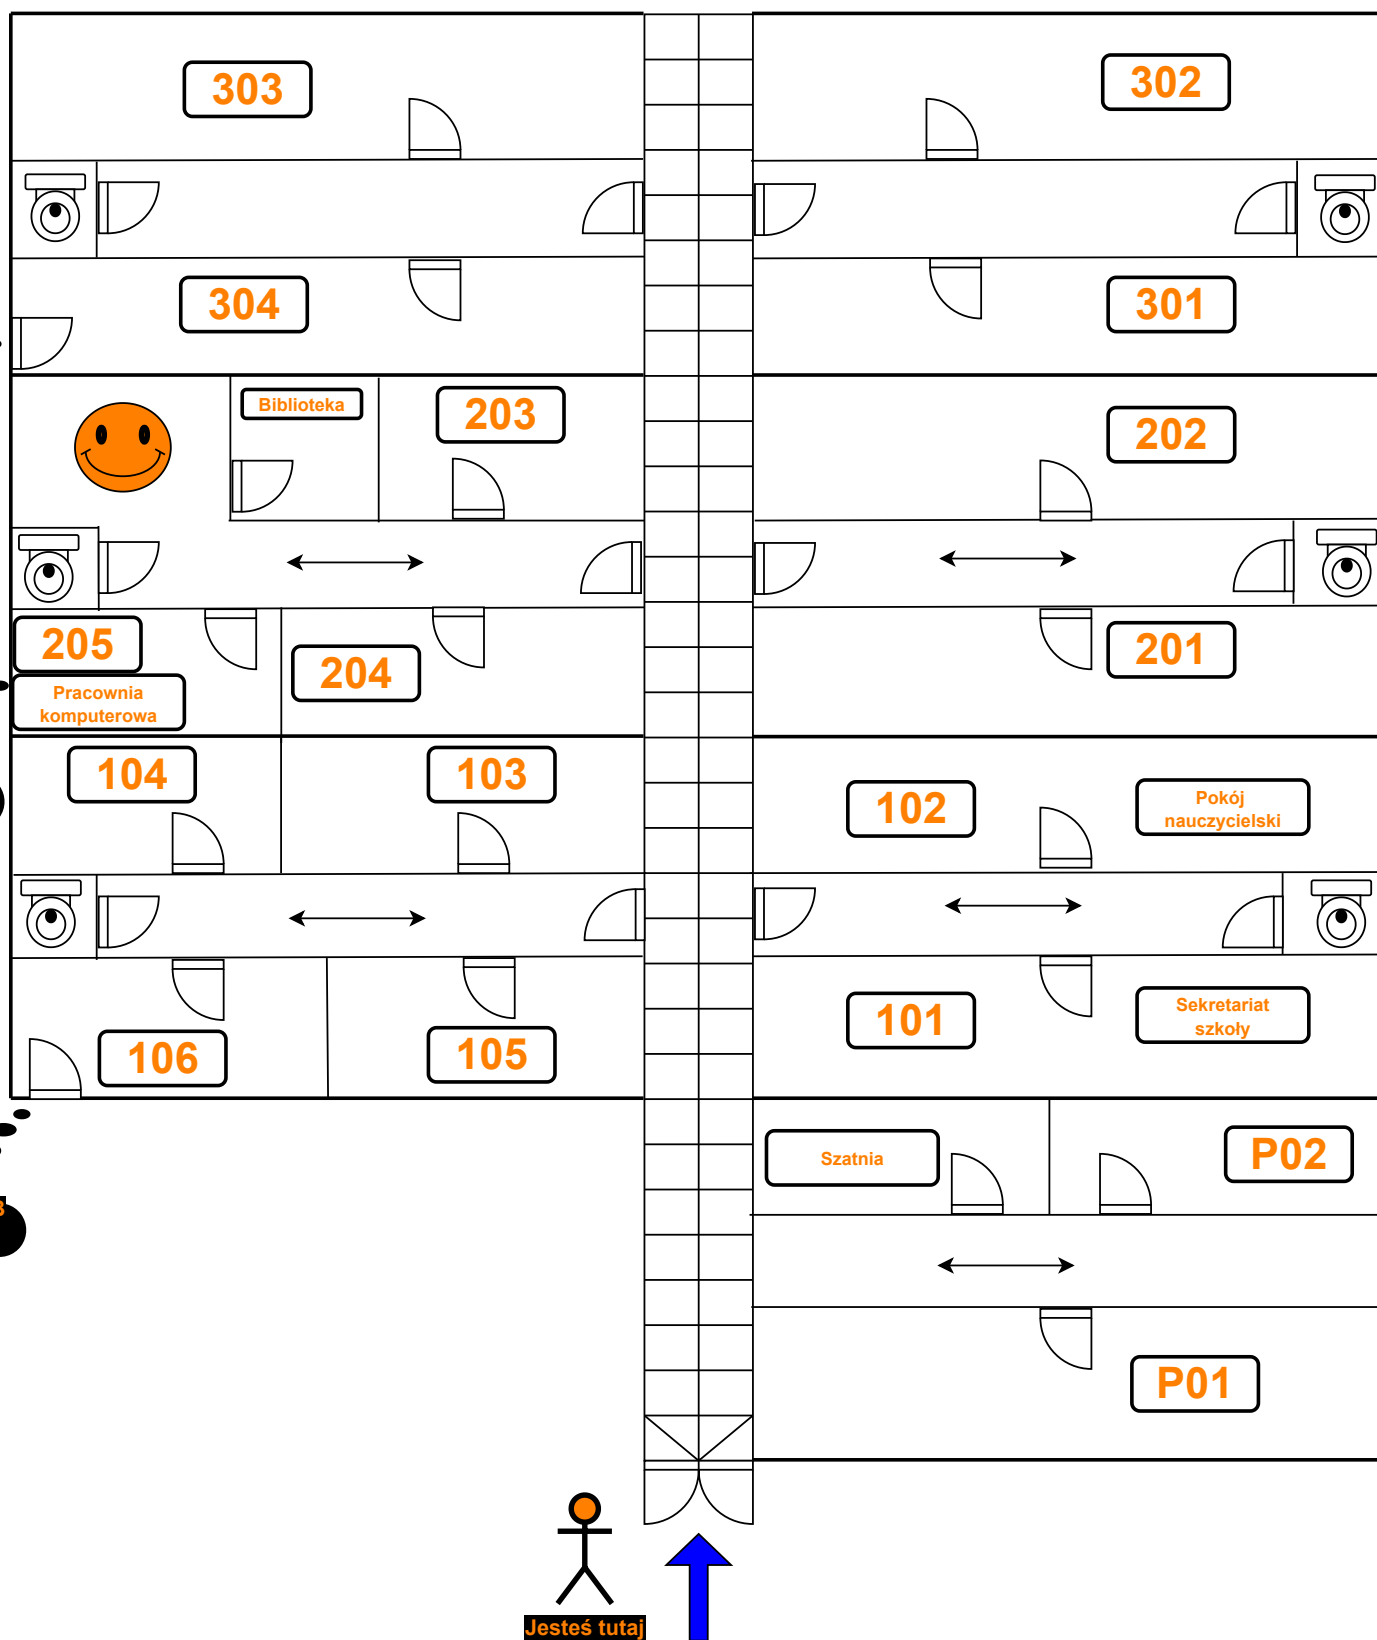 303
302
304
301
Biblioteka
203
202
205
204
201
Pracownia
komputerowa
104
103
102
Pokój
nauczycielski
101
Sekretariat
szkoły
106
105
Szatnia
P02
P01
Jesteś tutaj